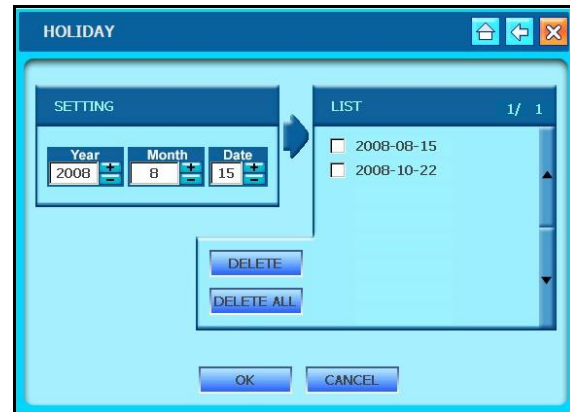 HOLIDAY
SETTING
Year Month Date
2008 8 15
LIST 1/ 1
2008-08-15
2008-10-22
DELETE
DELETE ALL
OK CANCEL